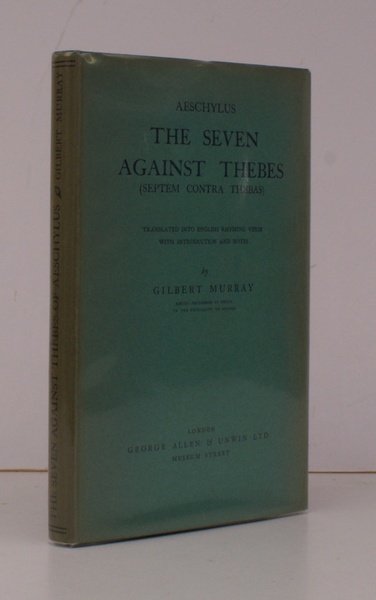 AESCHYLUS
THE SEVEN
AGAINST THEBES
(SEPTEM CONTRA THEBAS)
TRANSLATED INTO ENGLISH RHYMING VERSE
WITH INTRODUCTION AND NOTES
by
GILBERT MURRAY
LONDON
GEORGE ALLEN & UNWIN LTD
MUSEUM STREET
THE SEVEN AGAINST THEBES OF AESCHYLUS GILBERT MURRAY